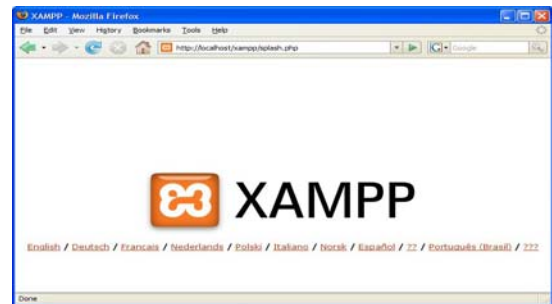 XAMPP - Mozilla Firefox
File Edit View History Bookmarks Tools Help
http://localhost/xampp/splash.php
Google
XAMPP
English / Deutsch / Francais / Nederlands / Polski / Italiano / Norsk / Español / ?? / Português (Brasil) / ???
Done